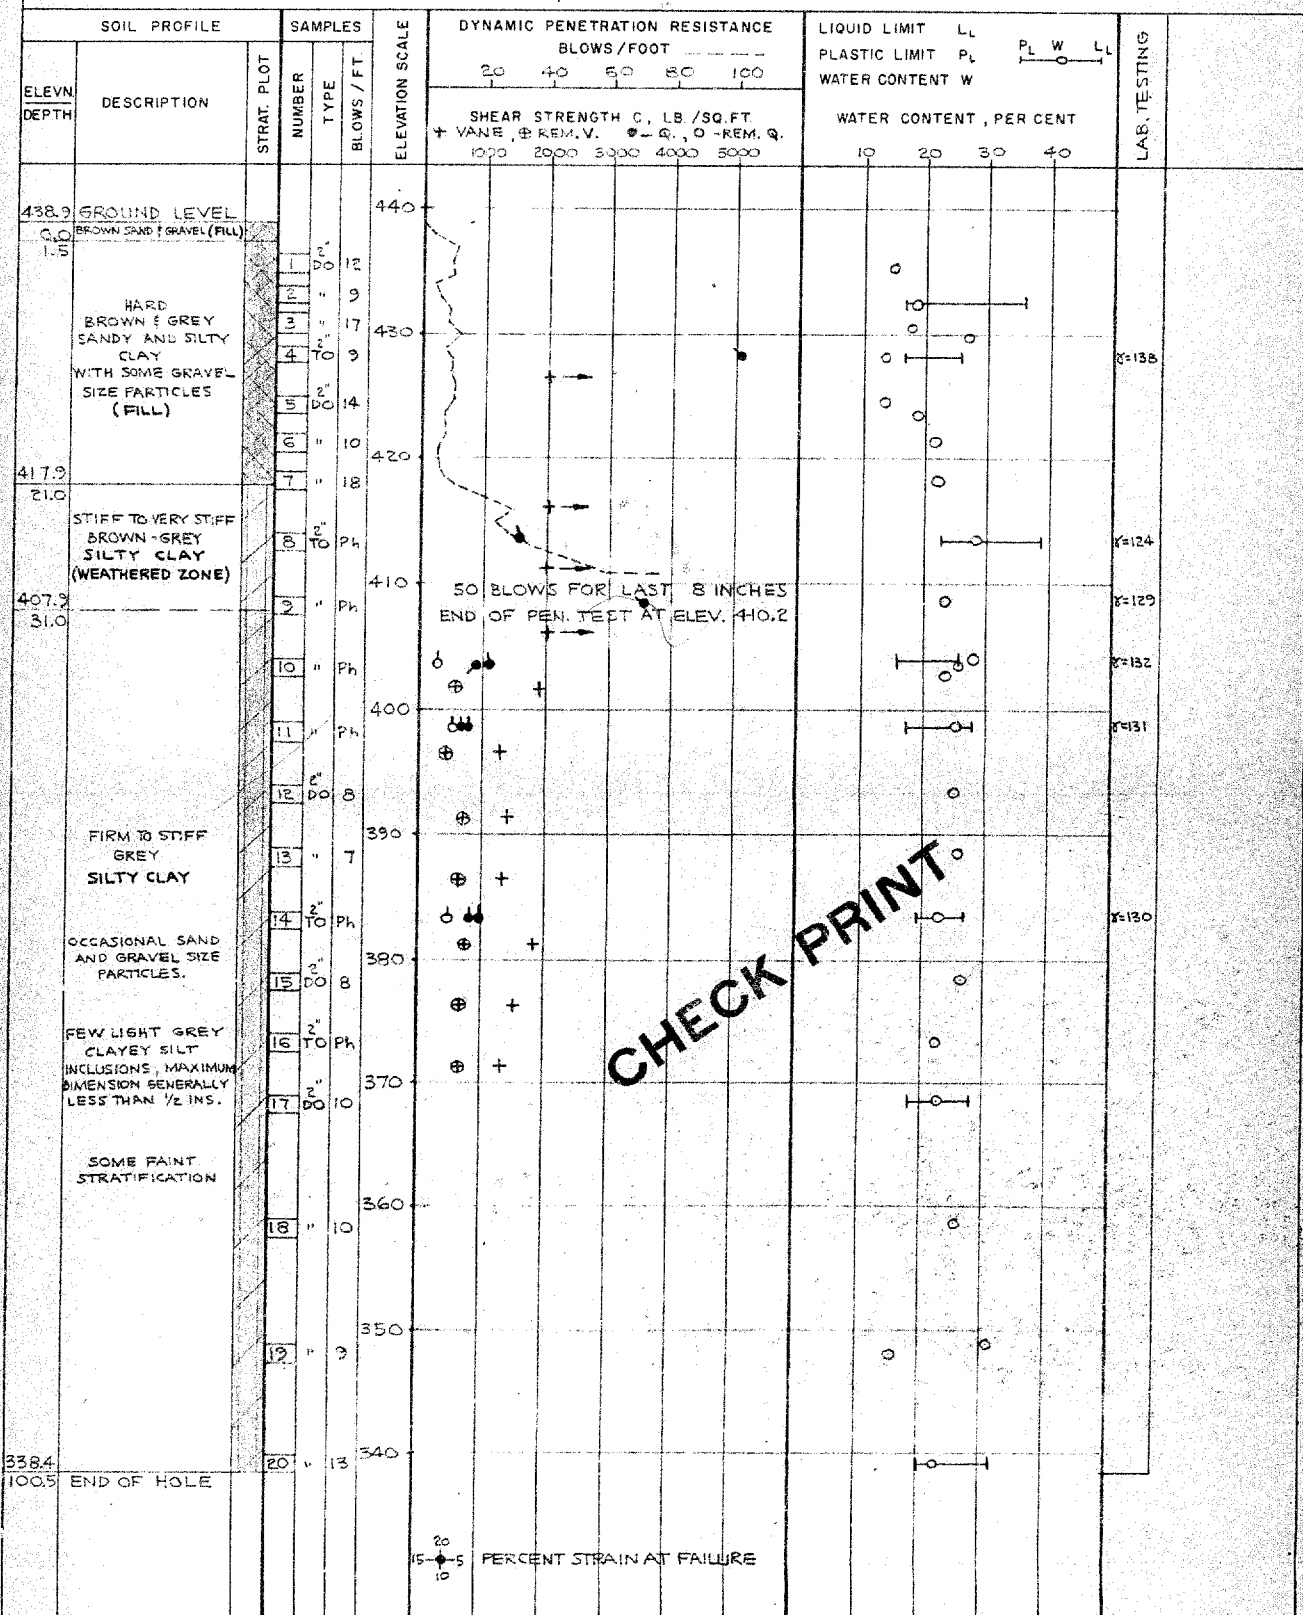 SOIL PROFILE
SAMPLES
ELEVATION SCALE
DYNAMIC PENETRATION RESISTANCE
BLOWS/FOOT
20 40 60 80 100
SHEAR STRENGTH C, LB./SQ.FT.
+ VANE, ⊕ REM. V. ●- Q., O -REM. Q.
1000 2000 3000 4000 5000
LIQUID LIMIT LL
PLASTIC LIMIT PL
WATER CONTENT W
PL W LL
WATER CONTENT, PER CENT
10 20 30 40
LAB. TESTING
ELEVN.
DEPTH
DESCRIPTION
STRAT. PLOT
NUMBER
TYPE
BLOWS / FT.
438.9 GROUND LEVEL
0.0 BROWN SAND & GRAVEL (FILL)
1.5
HARD
BROWN & GREY
SANDY AND SILTY
CLAY
WITH SOME GRAVEL
SIZE PARTICLES
(FILL)
417.9
21.0
STIFF TO VERY STIFF
BROWN-GREY
SILTY CLAY
(WEATHERED ZONE)
407.9
31.0
FIRM TO STIFF
GREY
SILTY CLAY
OCCASIONAL SAND
AND GRAVEL SIZE
PARTICLES.
FEW LIGHT GREY
CLAYEY SILT
INCLUSIONS, MAXIMUM
DIMENSION GENERALLY
LESS THAN 1/2 INS.
SOME FAINT
STRATIFICATION
338.4
100.5 END OF HOLE
1 2" DO 12
2 " 9
3 " 17
4 2" TO 9
5 2" DO 14
6 " 10
7 " 18
8 2" TO Ph
9 " Ph
10 " Ph
11 " Ph
12 2" DO 8
13 " 7
14 2" TO Ph
15 2" DO 8
16 2" TO Ph
17 2" DO 10
18 " 10
19 " 9
20 " 13
440
430
420
410
400
390
380
370
360
350
340
50 BLOWS FOR LAST 8 INCHES
END OF PEN. TEST AT ELEV. 410.2
γ=138
γ=124
γ=129
γ=132
γ=131
γ=130
CHECK PRINT
20
15 5
10
PERCENT STRAIN AT FAILURE